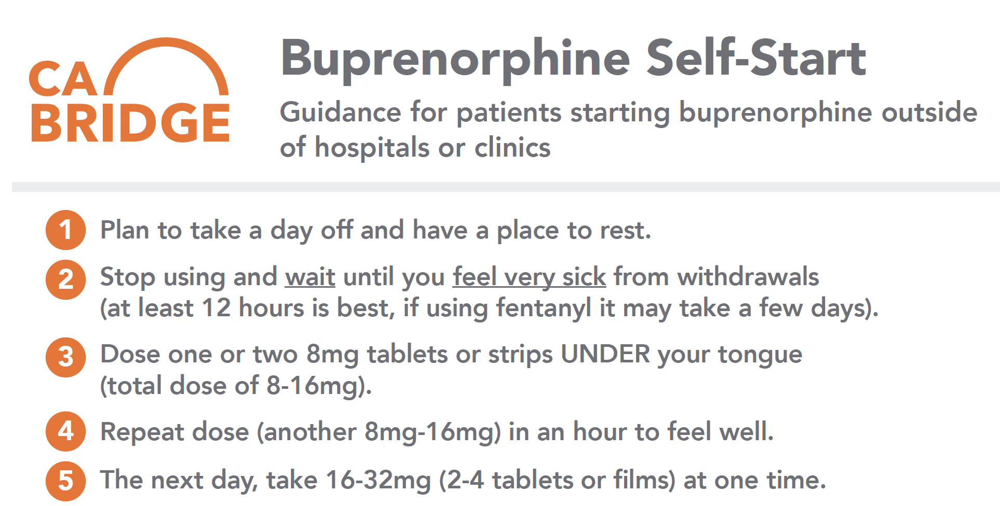 CA
BRIDGE
Buprenorphine Self-Start
Guidance for patients starting buprenorphine outside
of hospitals or clinics
1 Plan to take a day off and have a place to rest.
2 Stop using and wait until you feel very sick from withdrawals
(at least 12 hours is best, if using fentanyl it may take a few days).
3 Dose one or two 8mg tablets or strips UNDER your tongue
(total dose of 8-16mg).
4 Repeat dose (another 8mg-16mg) in an hour to feel well.
5 The next day, take 16-32mg (2-4 tablets or films) at one time.